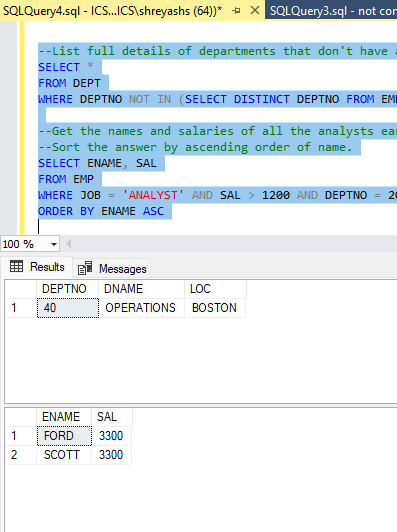 SQLQuery4.sql - ICS...ICS\shreyashs (64))*
SQLQuery3.sql - not con
--List full details of departments that don't have a
SELECT *
FROM DEPT
WHERE DEPTNO NOT IN (SELECT DISTINCT DEPTNO FROM EMP
--Get the names and salaries of all the analysts ea
--Sort the answer by ascending order of name.
SELECT ENAME, SAL
FROM EMP
WHERE JOB = 'ANALYST' AND SAL > 1200 AND DEPTNO = 20
ORDER BY ENAME ASC
100 %
Results Messages
DEPTNO DNAME LOC
1 40 OPERATIONS BOSTON
ENAME SAL
1 FORD 3300
2 SCOTT 3300